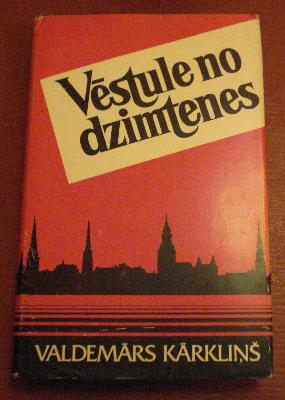 Vēstule no
dzimtenes
VALDEMĀRS KĀRKLIŅŠ